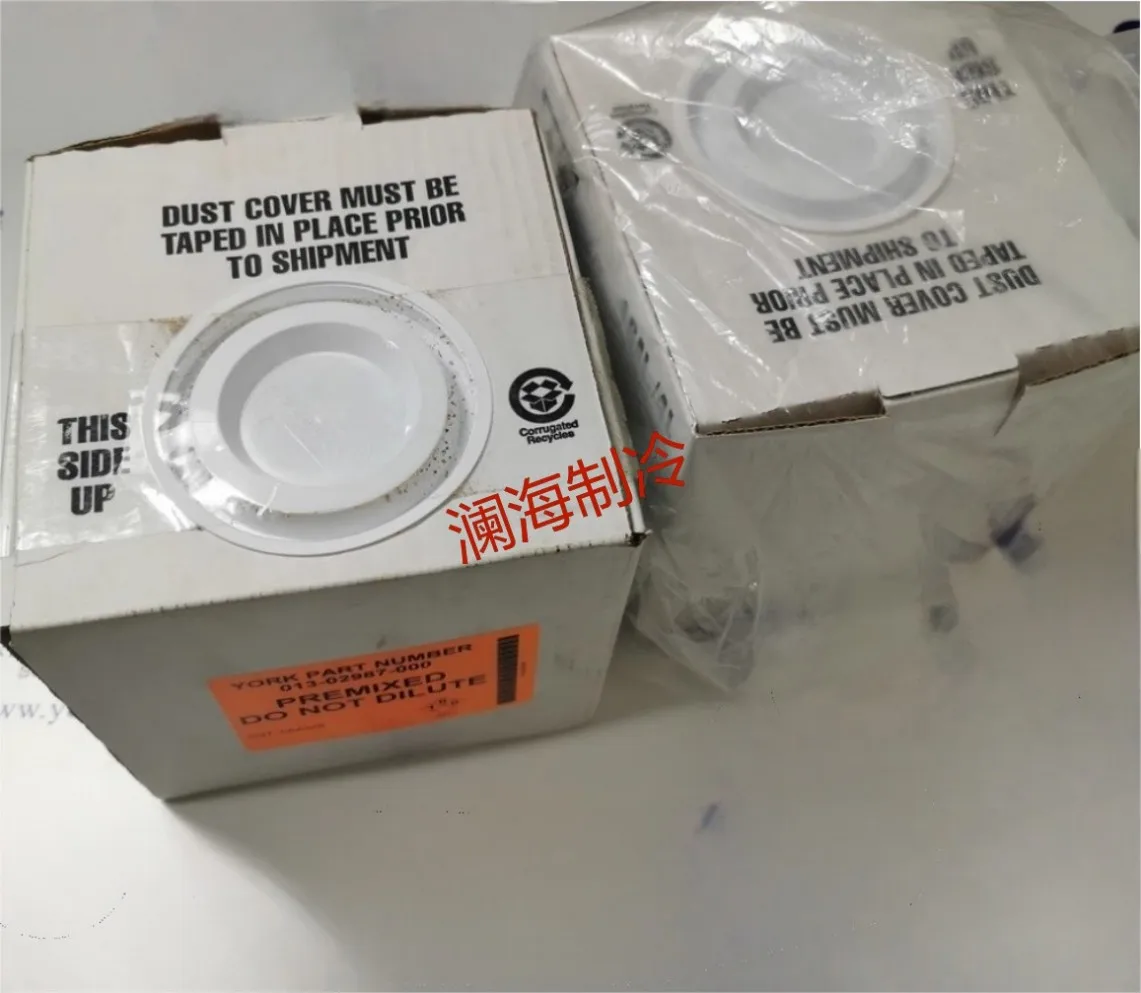 DUST COVER MUST BE
TAPED IN PLACE PRIOR
TO SHIPMENT
THIS
SIDE
UP
Corrugated
Recycles
澜海制冷
YORK PART NUMBER
013-02987-000
PREMIXED
DO NOT DILUTE
DUST COVER MUST BE
TAPED IN PLACE PRIOR
TO SHIPMENT
UP